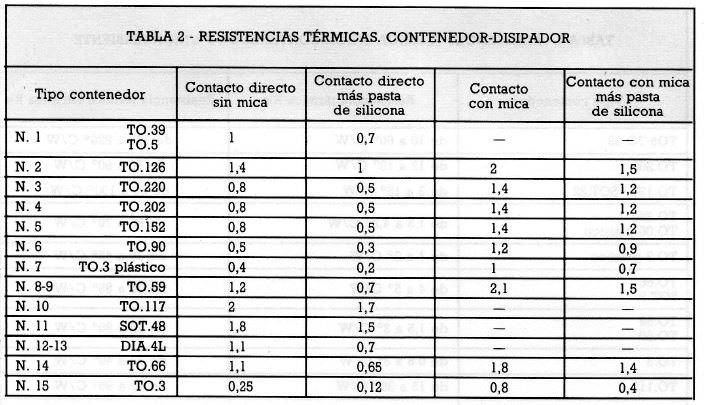 TABLA 2 - RESISTENCIAS TÉRMICAS. CONTENEDOR-DISIPADOR
Tipo contenedor | Contacto directo sin mica | Contacto directo más pasta de silicona | Contacto con mica | Contacto con mica más pasta de silicona
N. 1 TO.39 TO.5 | 1 | 0,7 | — | —
N. 2 TO.126 | 1,4 | 1 | 2 | 1,5
N. 3 TO.220 | 0,8 | 0,5 | 1,4 | 1,2
N. 4 TO.202 | 0,8 | 0,5 | 1,4 | 1,2
N. 5 TO.152 | 0,8 | 0,5 | 1,4 | 1,2
N. 6 TO.90 | 0,5 | 0,3 | 1,2 | 0,9
N. 7 TO.3 plástico | 0,4 | 0,2 | 1 | 0,7
N. 8-9 TO.59 | 1,2 | 0,7 | 2,1 | 1,5
N. 10 TO.117 | 2 | 1,7 | — | —
N. 11 SOT.48 | 1,8 | 1,5 | — | —
N. 12-13 DIA.4L | 1,1 | 0,7 | — | —
N. 14 TO.66 | 1,1 | 0,65 | 1,8 | 1,4
N. 15 TO.3 | 0,25 | 0,12 | 0,8 | 0,4